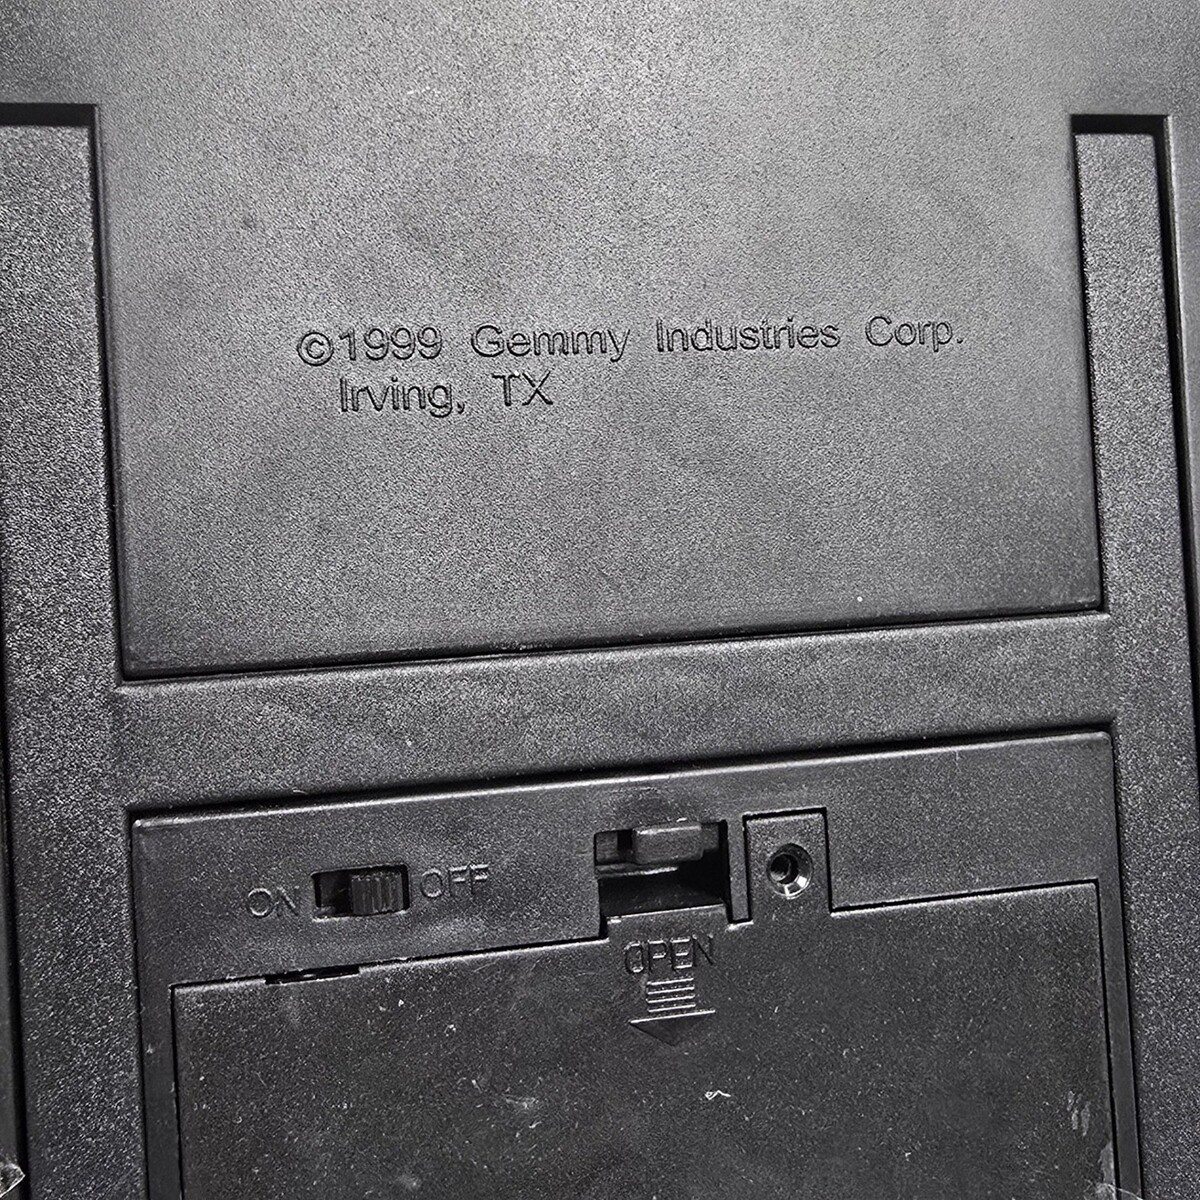 ©1999 Gemmy Industries Corp.
Irving, TX
ON OFF
OPEN